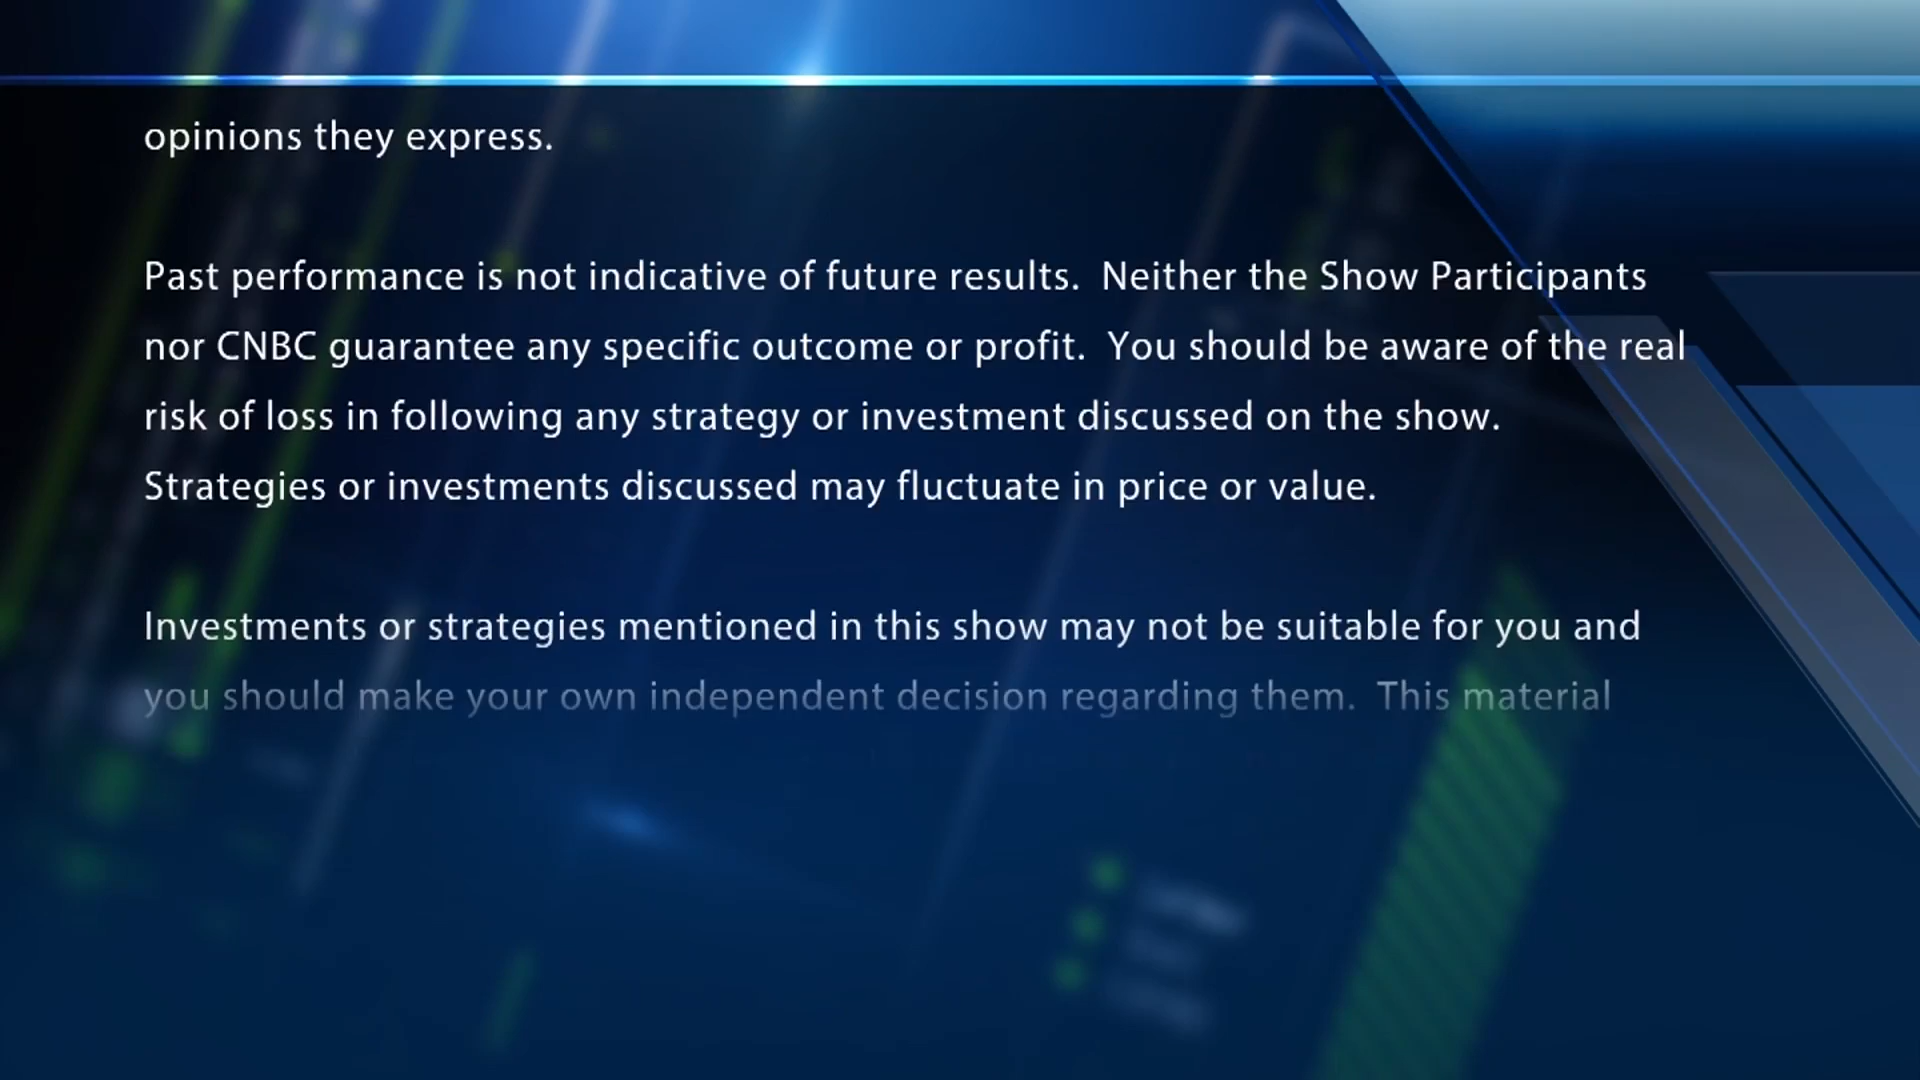 opinions they express.
Past performance is not indicative of future results.  Neither the Show Participants
nor CNBC guarantee any specific outcome or profit.  You should be aware of the real
risk of loss in following any strategy or investment discussed on the show.
Strategies or investments discussed may fluctuate in price or value.
Investments or strategies mentioned in this show may not be suitable for you and
you should make your own independent decision regarding them.  This material